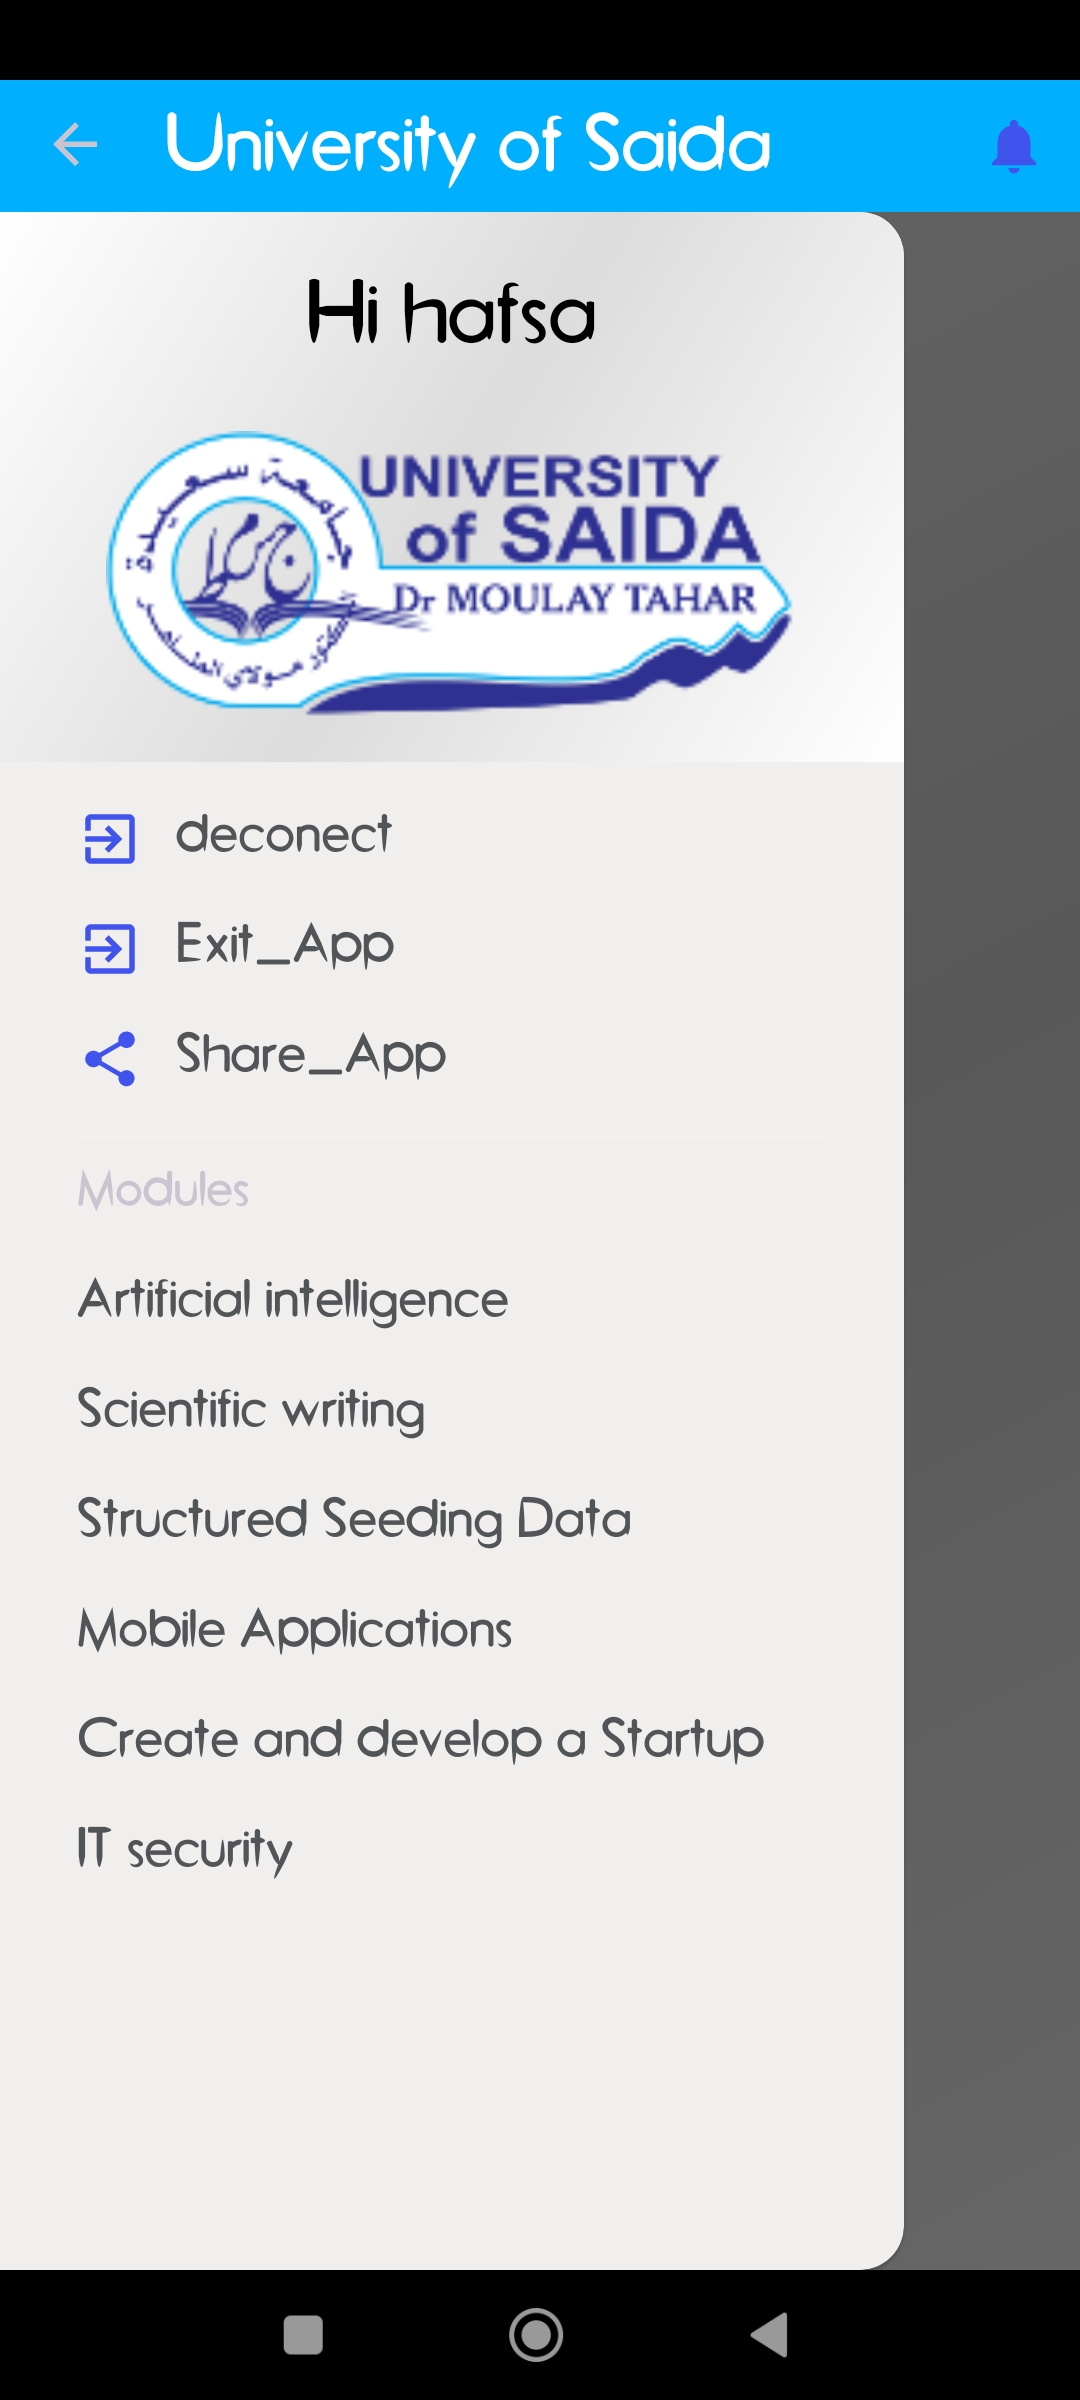 University of Saida
Hi hafsa
جامعة سعيدة
UNIVERSITY
of SAIDA
Dr MOULAY TAHAR
الدكتور مولاي الطاهر
deconect
Exit_App
Share_App
Modules
Artificial intelligence
Scientific writing
Structured Seeding Data
Mobile Applications
Create and develop a Startup
IT security